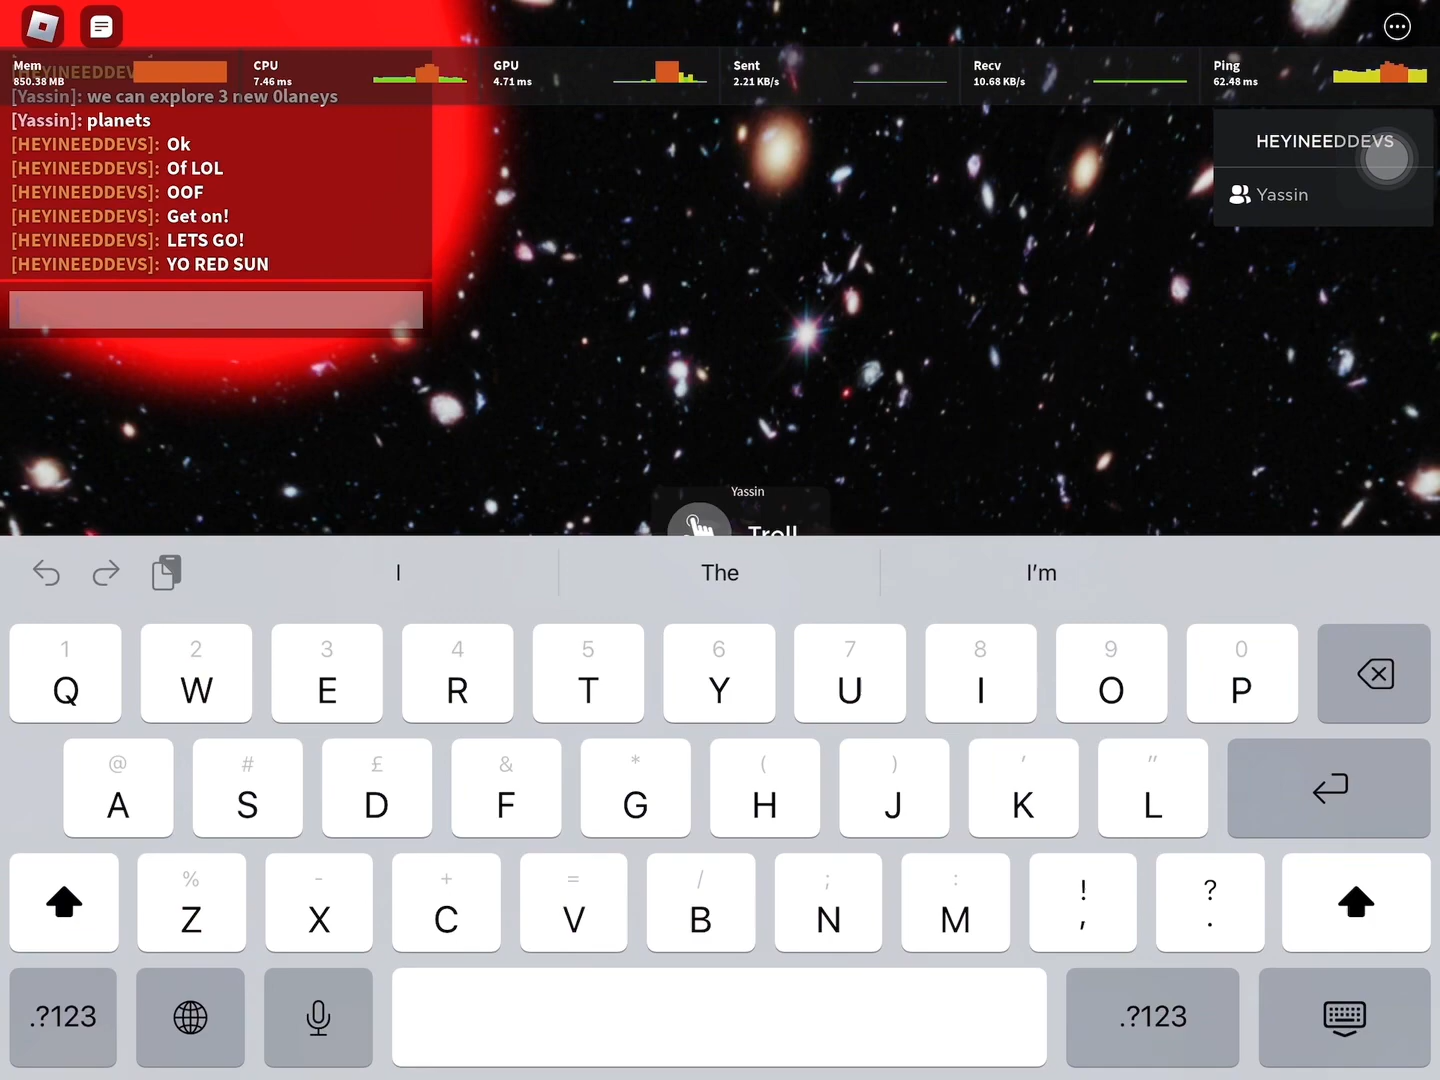 Mem
850.38 MB
CPU
7.46 ms
GPU
4.71 ms
Sent
2.21 KB/s
Recv
10.68 KB/s
Ping
62.48 ms
[HEYINEEDDEV
[Yassin]: we can explore 3 new 0laneys
[Yassin]: planets
[HEYINEEDDEVS]: Ok
[HEYINEEDDEVS]: Of LOL
[HEYINEEDDEVS]: OOF
[HEYINEEDDEVS]: Get on!
[HEYINEEDDEVS]: LETS GO!
[HEYINEEDDEVS]: YO RED SUN
HEYINEEDDEVS
Yassin
Yassin
Troll
I The I'm
1 2 3 4 5 6 7 8 9 0
Q W E R T Y U I O P
@ # £ & * ( ) ' "
A S D F G H J K L
% - + = / ; : ! ?
Z X C V B N M , .
.?123 .?123